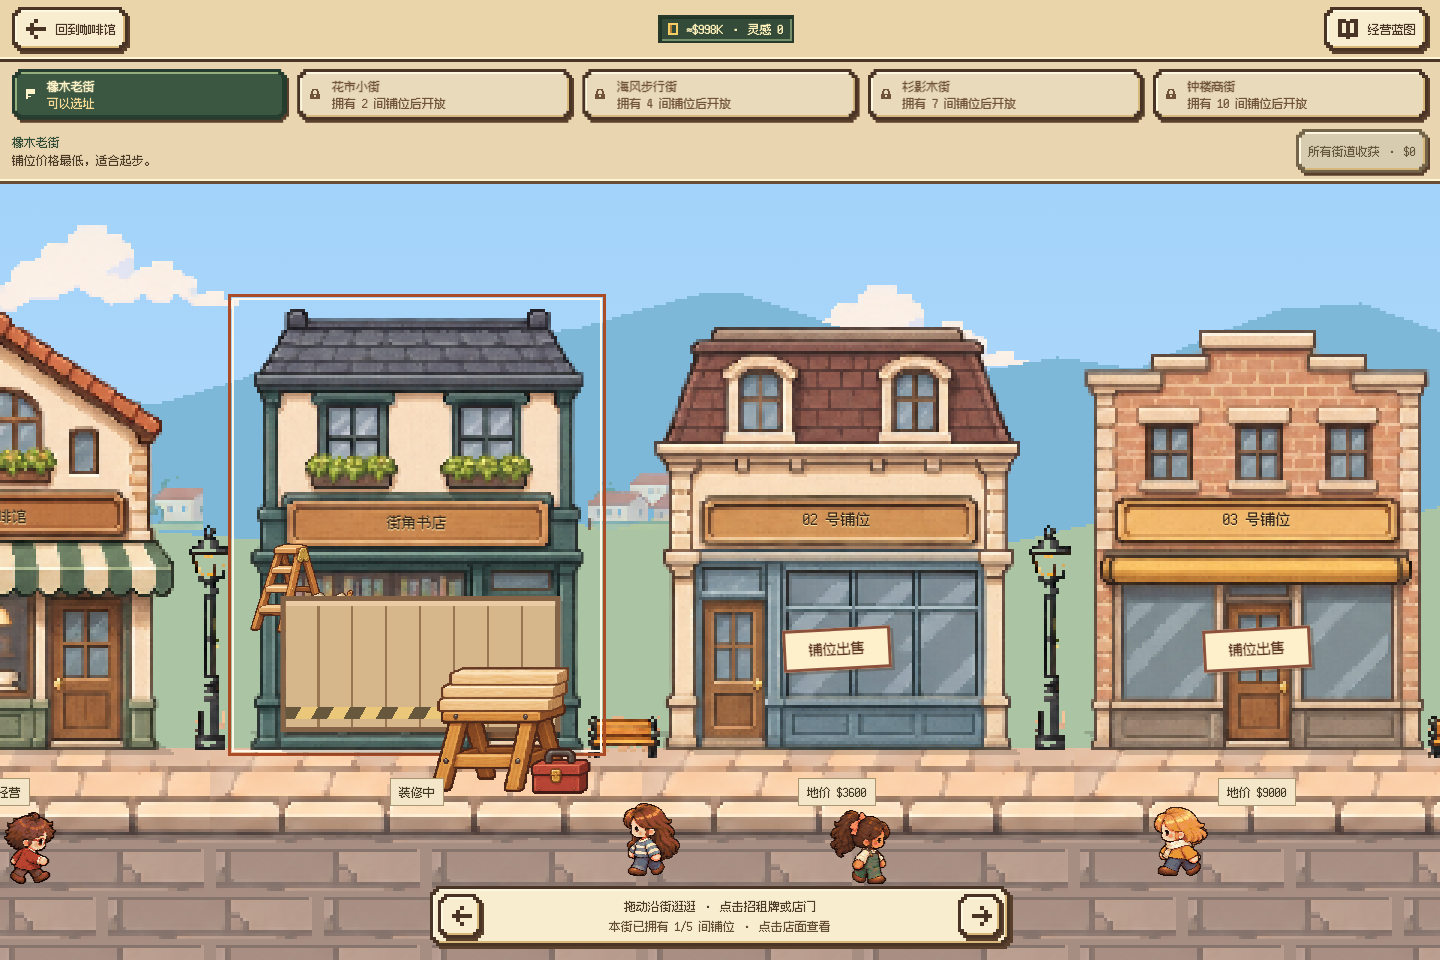 回到咖啡馆
≈$998K · 灵感 0
经营蓝图
橡木老街
可以选址
花市小街
拥有 2 间铺位后开放
海风步行街
拥有 4 间铺位后开放
杉影木街
拥有 7 间铺位后开放
钟楼商街
拥有 10 间铺位后开放
橡木老街
铺位价格最低，适合起步。
所有街道收获 · $0
啡馆
街角书店
02 号铺位
03 号铺位
铺位出售
铺位出售
经营
装修中
地价 $3600
地价 $9000
拖动沿街逛逛 · 点击招租牌或店门
本街已拥有 1/5 间铺位 · 点击店面查看